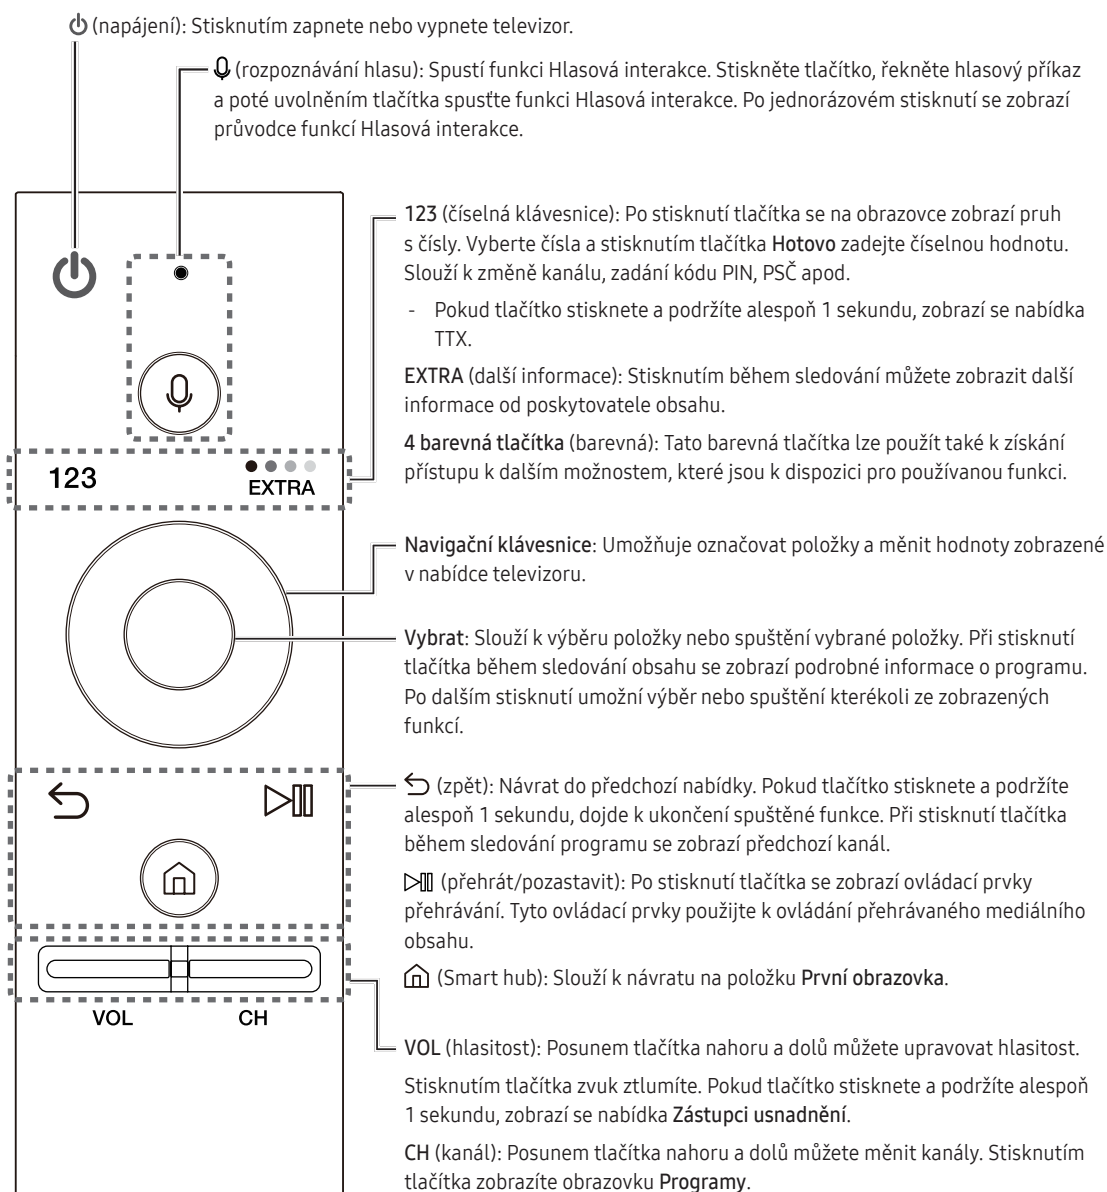 (napájení): Stisknutím zapnete nebo vypnete televizor.
(rozpoznávání hlasu): Spustí funkci Hlasová interakce. Stiskněte tlačítko, řekněte hlasový příkaz
a poté uvolněním tlačítka spusťte funkci Hlasová interakce. Po jednorázovém stisknutí se zobrazí
průvodce funkcí Hlasová interakce.
123 (číselná klávesnice): Po stisknutí tlačítka se na obrazovce zobrazí pruh
s čísly. Vyberte čísla a stisknutím tlačítka Hotovo zadejte číselnou hodnotu.
Slouží k změně kanálu, zadání kódu PIN, PSČ apod.
- Pokud tlačítko stisknete a podržíte alespoň 1 sekundu, zobrazí se nabídka
TTX.
EXTRA (další informace): Stisknutím během sledování můžete zobrazit další
informace od poskytovatele obsahu.
4 barevná tlačítka (barevná): Tato barevná tlačítka lze použít také k získání
přístupu k dalším možnostem, které jsou k dispozici pro používanou funkci.
123
EXTRA
Navigační klávesnice: Umožňuje označovat položky a měnit hodnoty zobrazené
v nabídce televizoru.
Vybrat: Slouží k výběru položky nebo spuštění vybrané položky. Při stisknutí
tlačítka během sledování obsahu se zobrazí podrobné informace o programu.
Po dalším stisknutí umožní výběr nebo spuštění kterékoli ze zobrazených
funkcí.
(zpět): Návrat do předchozí nabídky. Pokud tlačítko stisknete a podržíte
alespoň 1 sekundu, dojde k ukončení spuštěné funkce. Při stisknutí tlačítka
během sledování programu se zobrazí předchozí kanál.
(přehrát/pozastavit): Po stisknutí tlačítka se zobrazí ovládací prvky
přehrávání. Tyto ovládací prvky použijte k ovládání přehrávaného mediálního
obsahu.
(Smart hub): Slouží k návratu na položku První obrazovka.
VOL
CH
VOL (hlasitost): Posunem tlačítka nahoru a dolů můžete upravovat hlasitost.
Stisknutím tlačítka zvuk ztlumíte. Pokud tlačítko stisknete a podržíte alespoň
1 sekundu, zobrazí se nabídka Zástupci usnadnění.
CH (kanál): Posunem tlačítka nahoru a dolů můžete měnit kanály. Stisknutím
tlačítka zobrazíte obrazovku Programy.